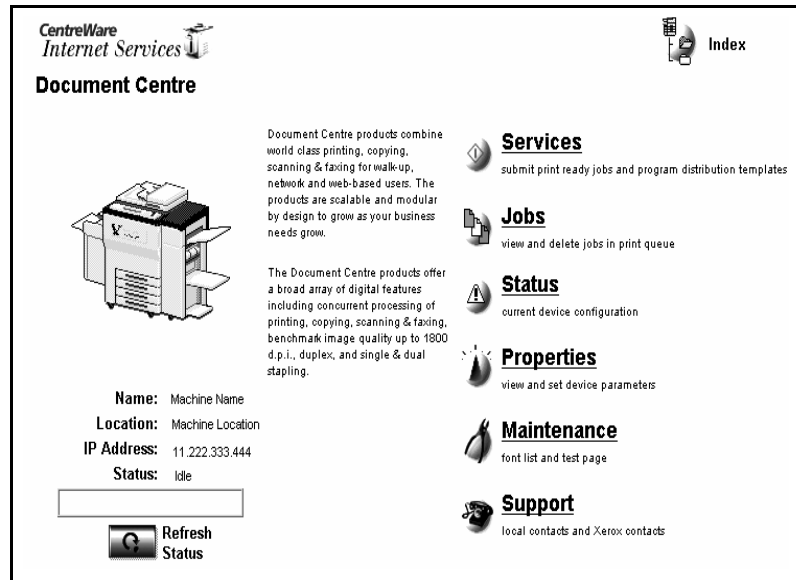 CentreWare
Internet Services
Index
Document Centre
Document Centre products combine
world class printing, copying,
scanning & faxing for walk-up,
network and web-based users. The
products are scalable and modular
by design to grow as your business
needs grow.
The Document Centre products offer
a broad array of digital features
including concurrent processing of
printing, copying, scanning & faxing,
benchmark image quality up to 1800
d.p.i., duplex, and single & dual
stapling.
Name: Machine Name
Location: Machine Location
IP Address: 11.222.333.444
Status: Idle
Refresh
Status
Services
submit print ready jobs and program distribution templates
Jobs
view and delete jobs in print queue
Status
current device configuration
Properties
view and set device parameters
Maintenance
font list and test page
Support
local contacts and Xerox contacts